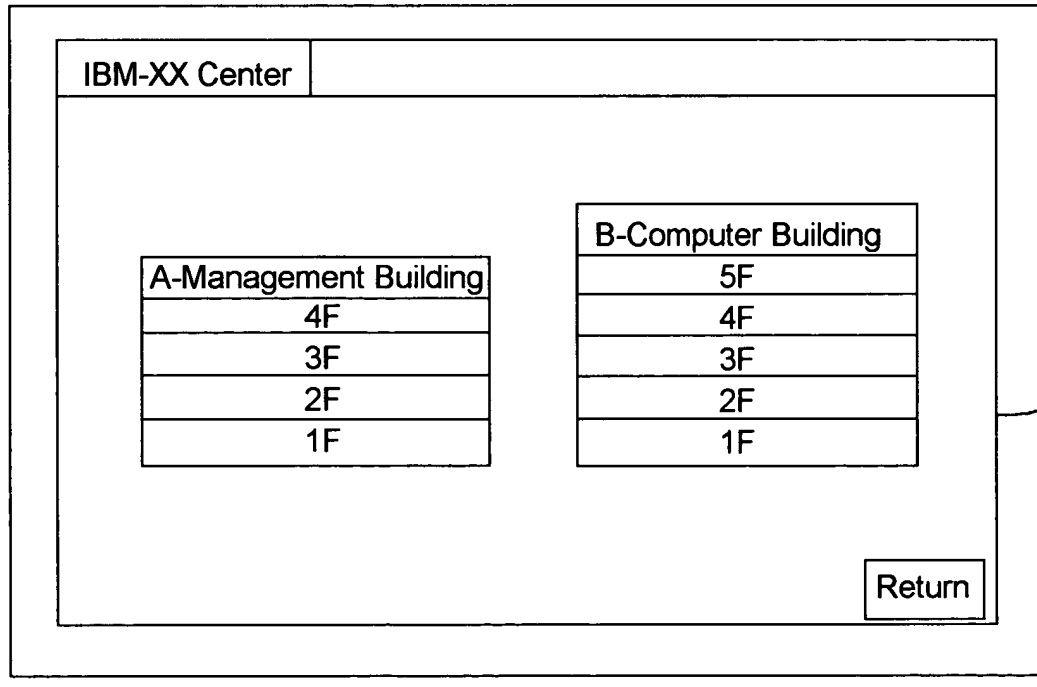 IBM-XX Center
A-Management Building
4F
3F
2F
1F
B-Computer Building
5F
4F
3F
2F
1F
Return